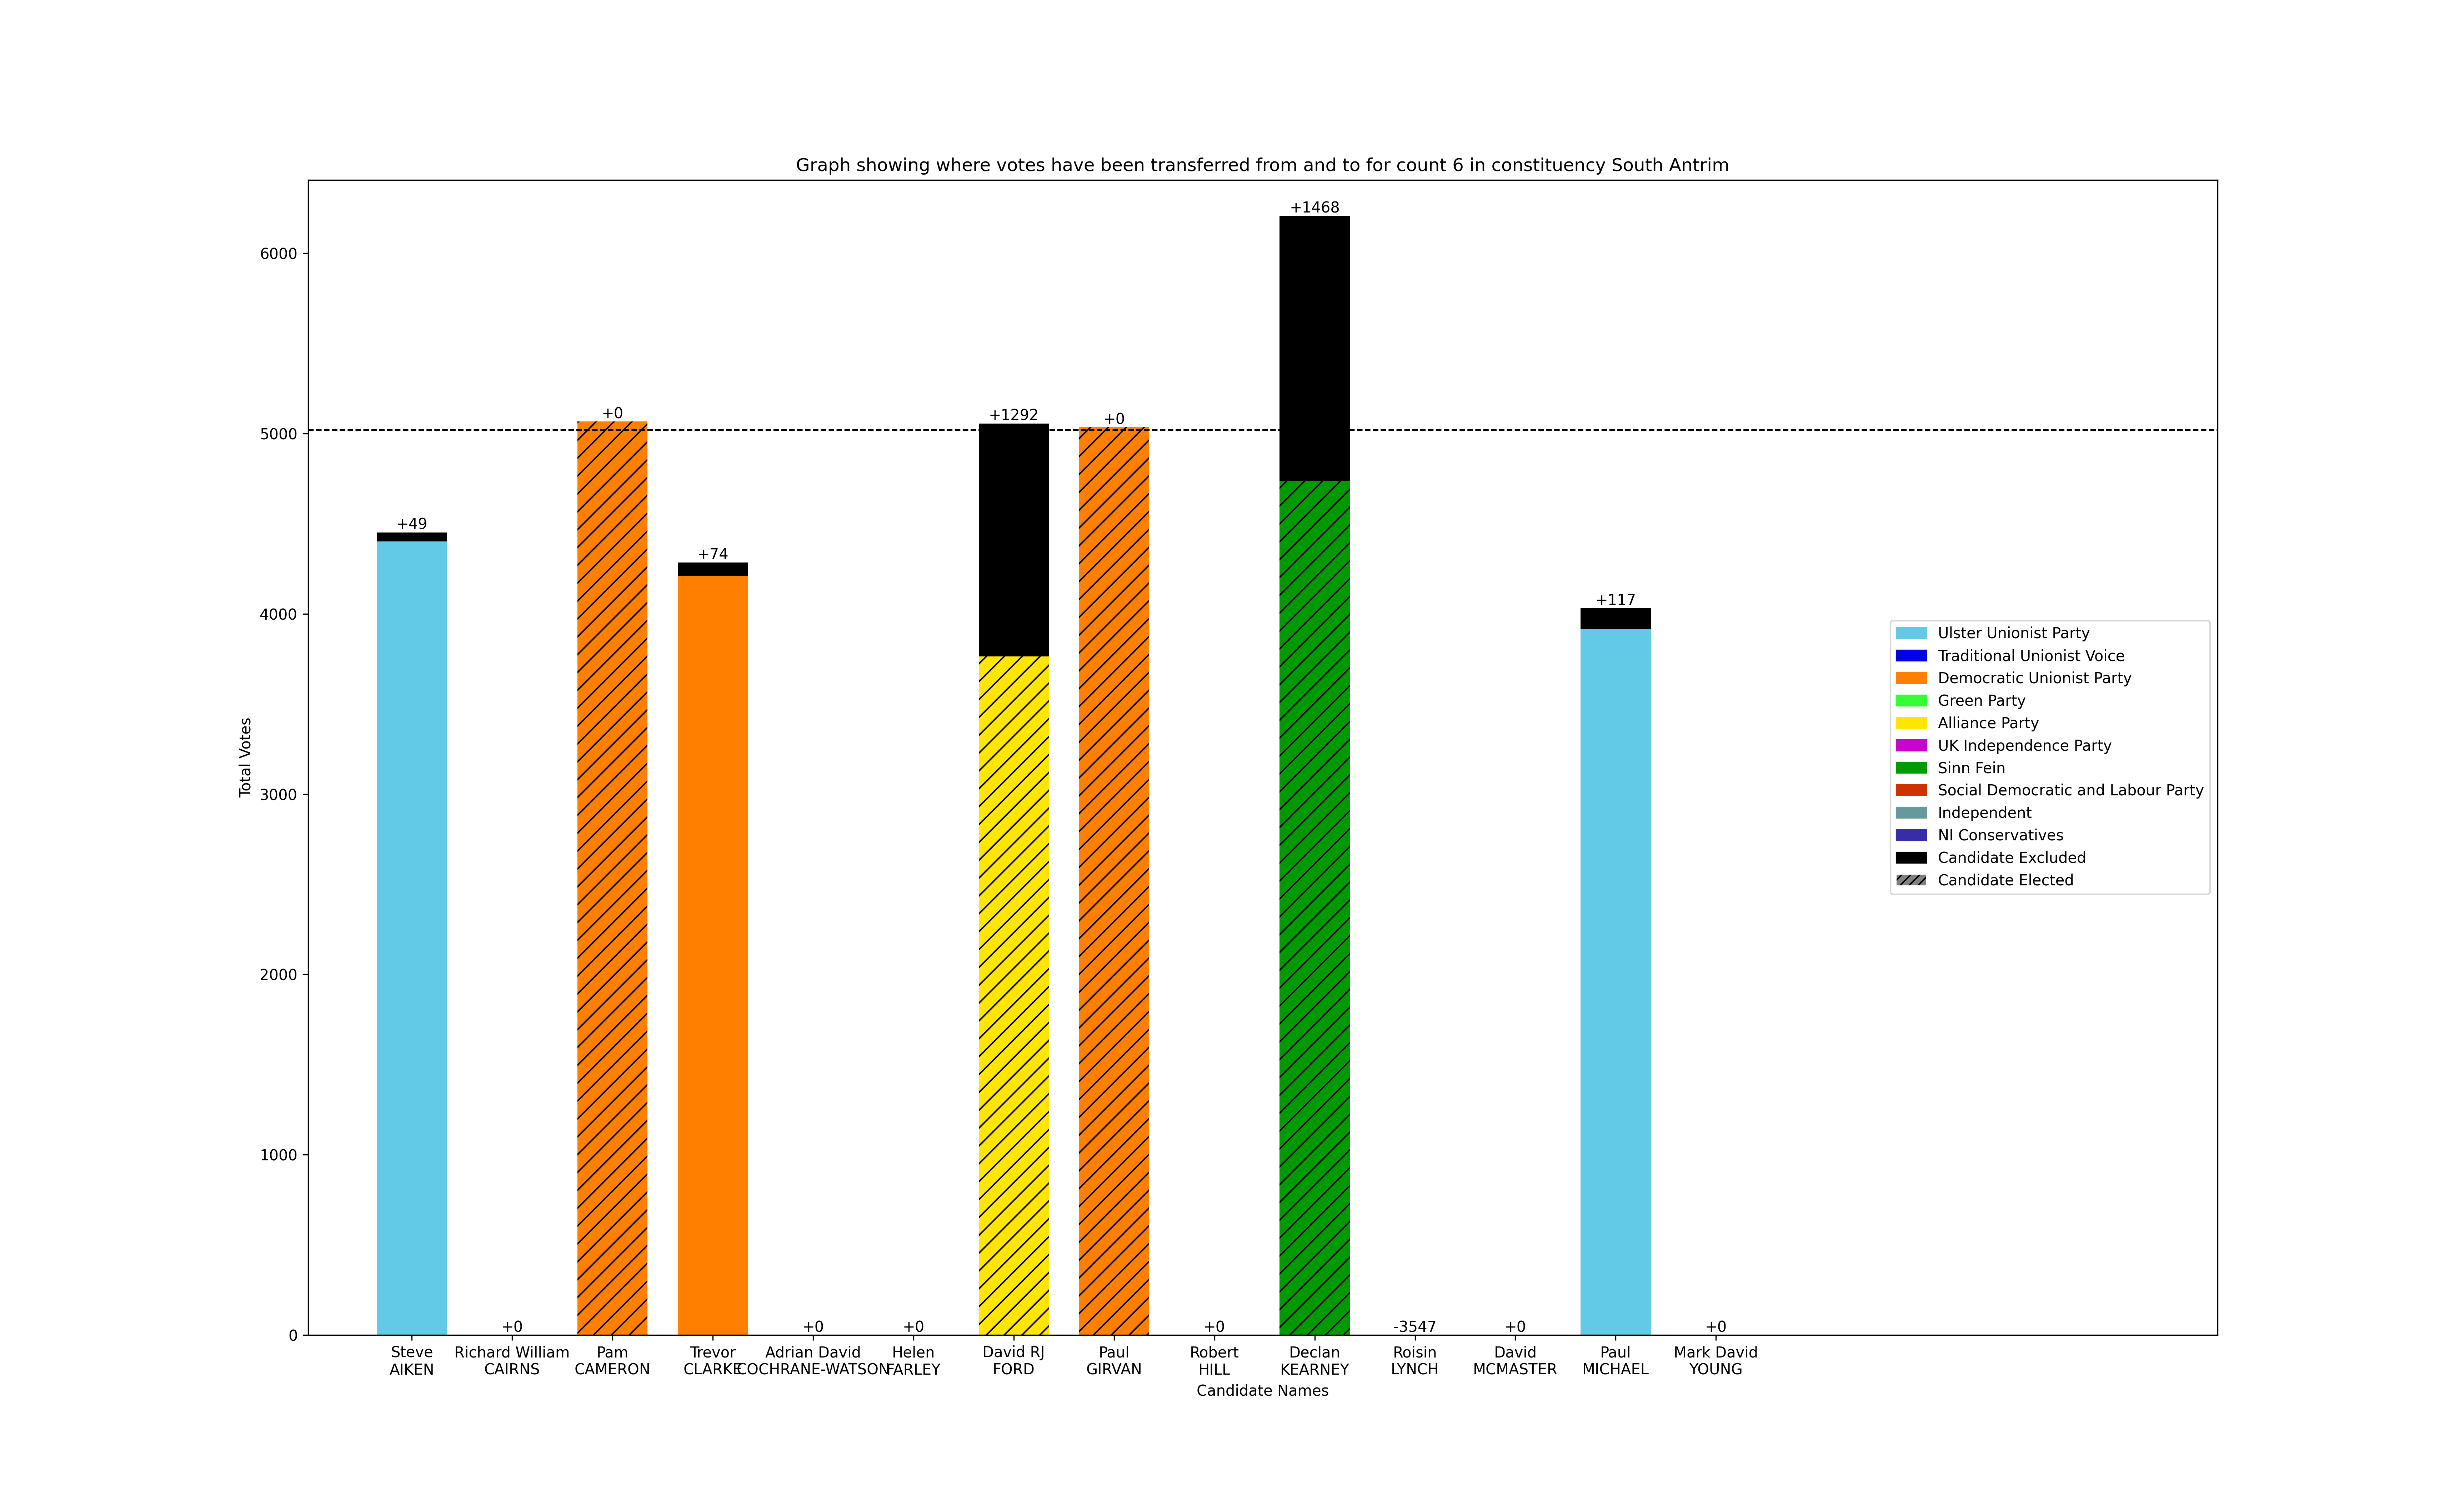 Graph showing where votes have been transferred from and to for count 6 in constituency South Antrim
+1468
6000
+0
+1292
+0
5000
+49
+74
4000
+117
Ulster Unionist Party
Traditional Unionist Voice
Democratic Unionist Party
Green Party
Alliance Party
UK Independence Party
Sinn Fein
Social Democratic and Labour Party
Independent
NI Conservatives
Candidate Excluded
Candidate Elected
Total Votes
3000
2000
1000
0
+0
+0
+0
+0
-3547
+0
+0
Steve
AIKEN
Richard William
CAIRNS
Pam
CAMERON
Trevor
CLARKE
Adrian David
COCHRANE-WATSON
Helen
FARLEY
David RJ
FORD
Paul
GIRVAN
Robert
HILL
Declan
KEARNEY
Roisin
LYNCH
David
MCMASTER
Paul
MICHAEL
Mark David
YOUNG
Candidate Names